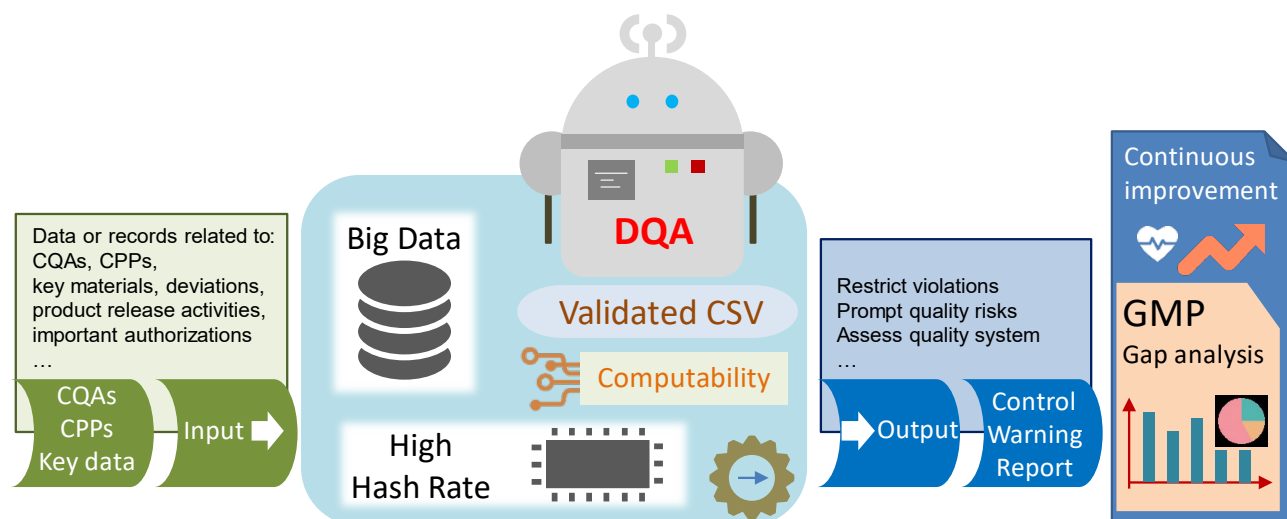 Data or records related to:
CQAs, CPPs,
key materials, deviations,
product release activities,
important authorizations
…
CQAs
CPPs
Key data
Input
Big Data
DQA
Validated CSV
Computability
High
Hash Rate
Restrict violations
Prompt quality risks
Assess quality system
…
Output
Control
Warning
Report
Continuous
improvement
GMP
Gap analysis